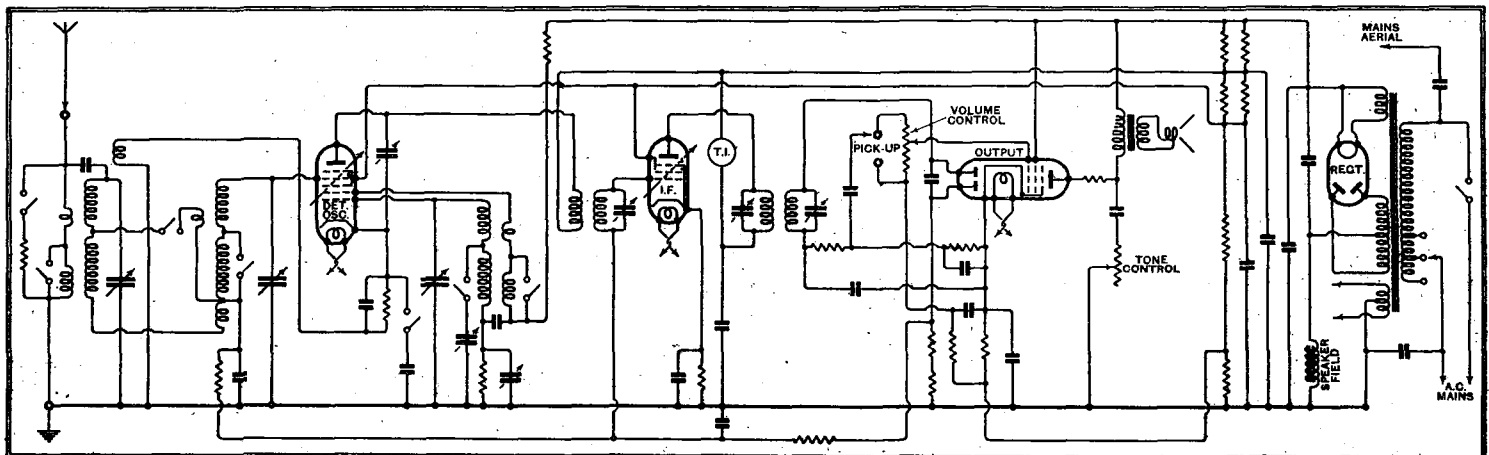 MAINS
AERIAL
VOLUME
CONTROL
PICK-UP
OUTPUT
T.I.
DET.
OSC.
I.F.
RECT.
TONE
CONTROL
SPEAKER
FIELD
A.C.
MAINS